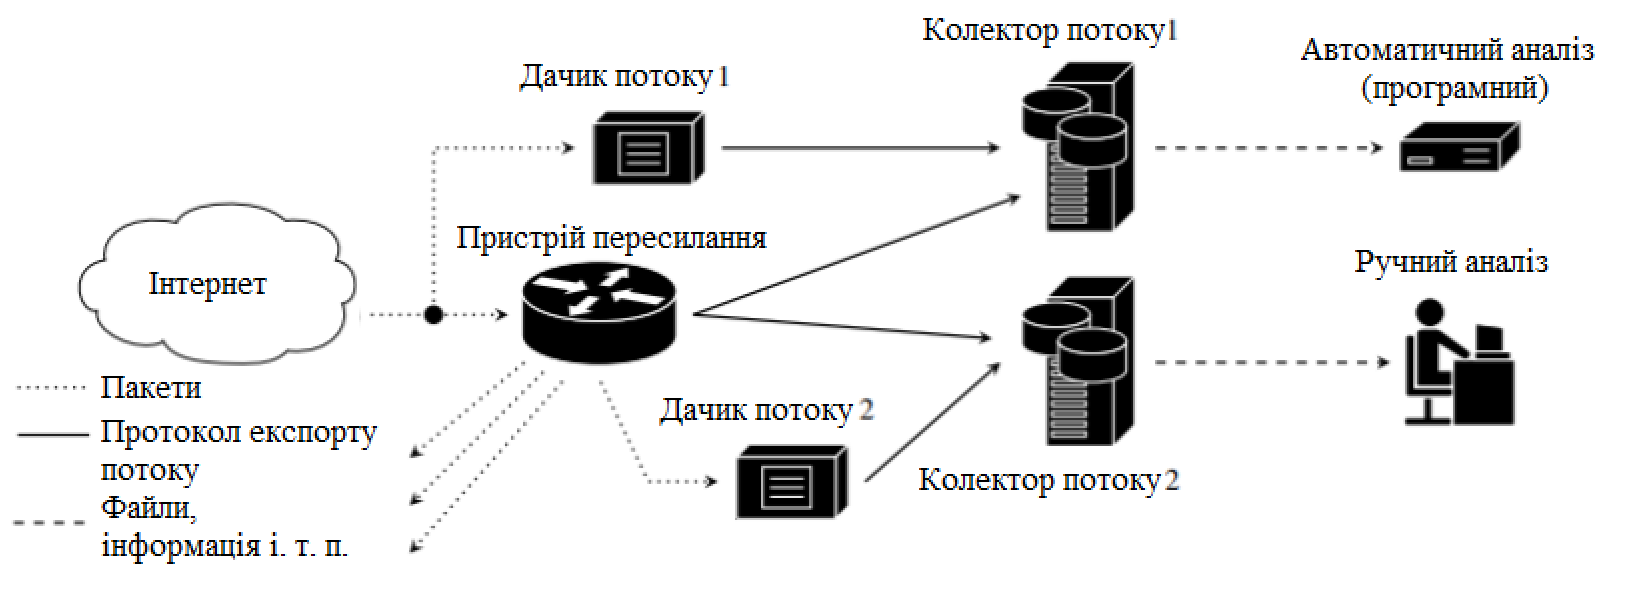 Колектор потоку1
Автоматичний аналіз
(програмний)
Дачик потоку 1
Пристрій пересилання
Інтернет
Ручний аналіз
Пакети
Дачик потоку 2
Протокол експорту
потоку
Колектор потоку2
Файли,
інформація і. т. п.